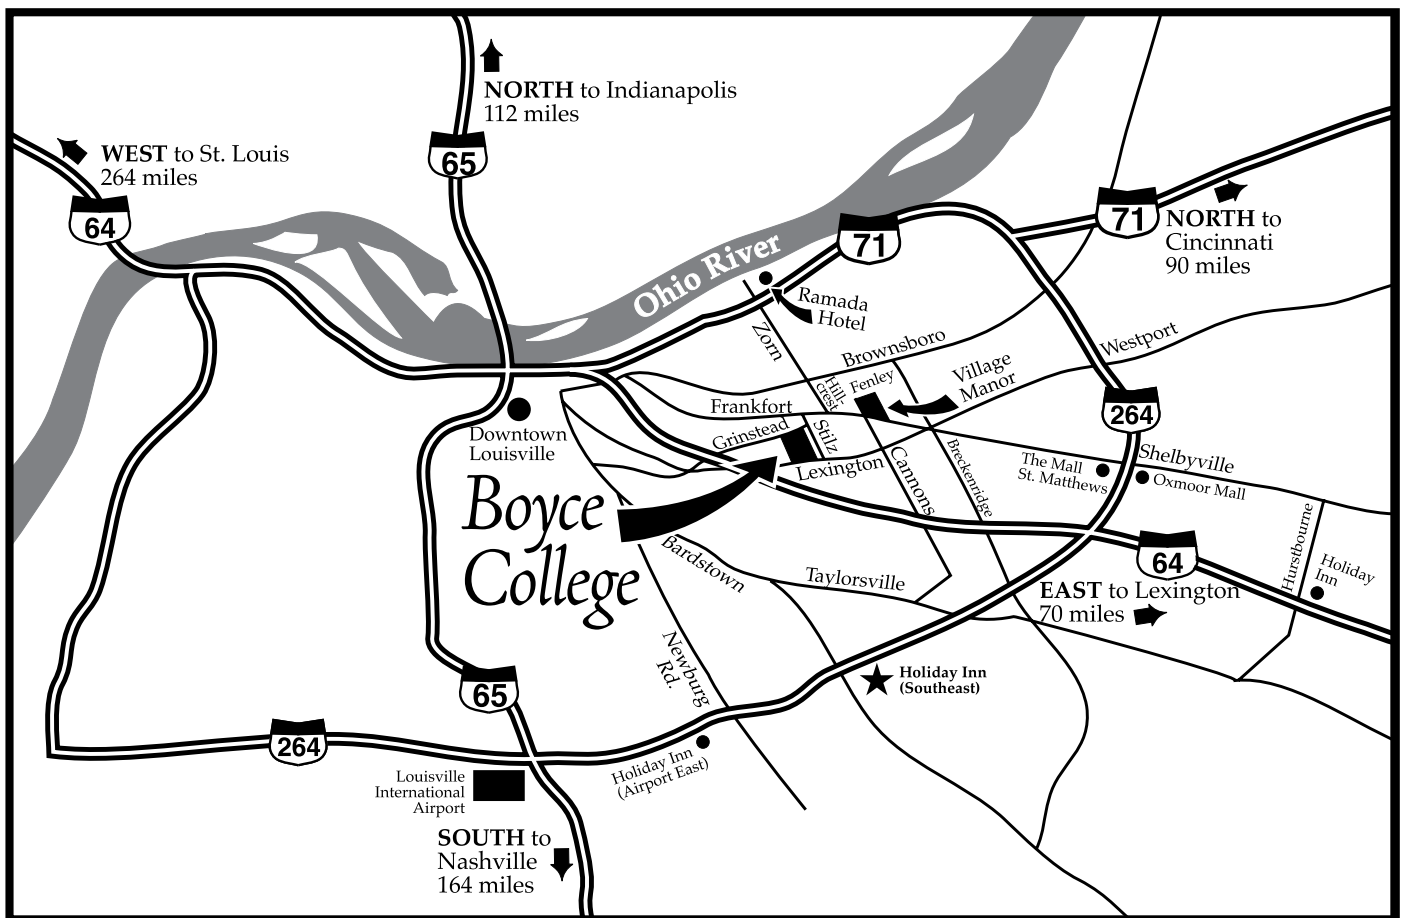 NORTH to Indianapolis
112 miles
WEST to St. Louis
264 miles
65
64
71
71
NORTH to
Cincinnati
90 miles
Ohio River
Ramada
Hotel
Zorn
Brownsboro
Westport
Village
Manor
Fenley
Hill-
crest
Frankfort
264
Grinstead
Stilz
Lexington
Cannons
Breckenridge
Downtown
Louisville
The Mall
St. Matthews
Shelbyville
Oxmoor Mall
Boyce
College
Bardstown
Taylorsville
64
Hurstbourne
Holiday
Inn
EAST to Lexington
70 miles
Newburg
Rd.
65
Holiday Inn
(Southeast)
264
Holiday Inn
(Airport East)
Louisville
International
Airport
SOUTH to
Nashville
164 miles